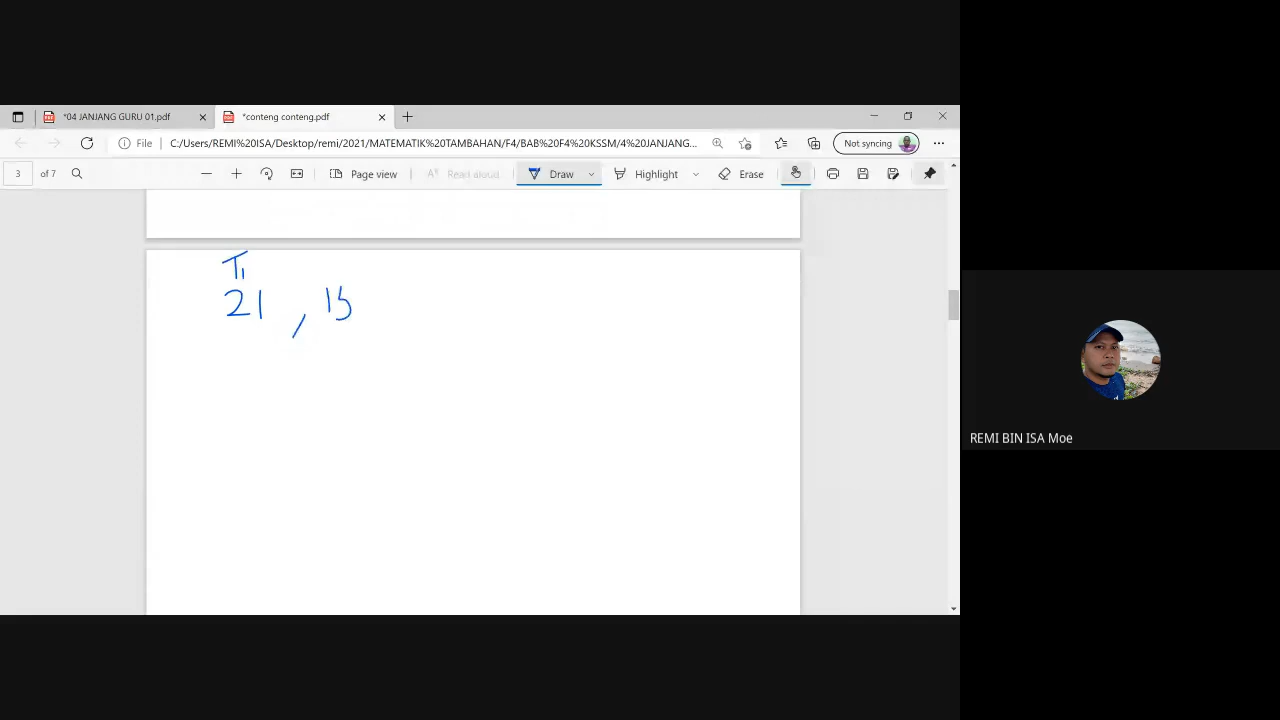 *04 JANJANG GURU 01.pdf
*conteng conteng.pdf
File
C:/Users/REMI%20ISA/Desktop/remi/2021/MATEMATIK%20TAMBAHAN/F4/BAB%20F4%20KSSM/4%20JANJANG...
Not syncing
3 of 7
Page view
Read aloud
Draw
Highlight
Erase
T1
21 , 15
REMI BIN ISA Moe